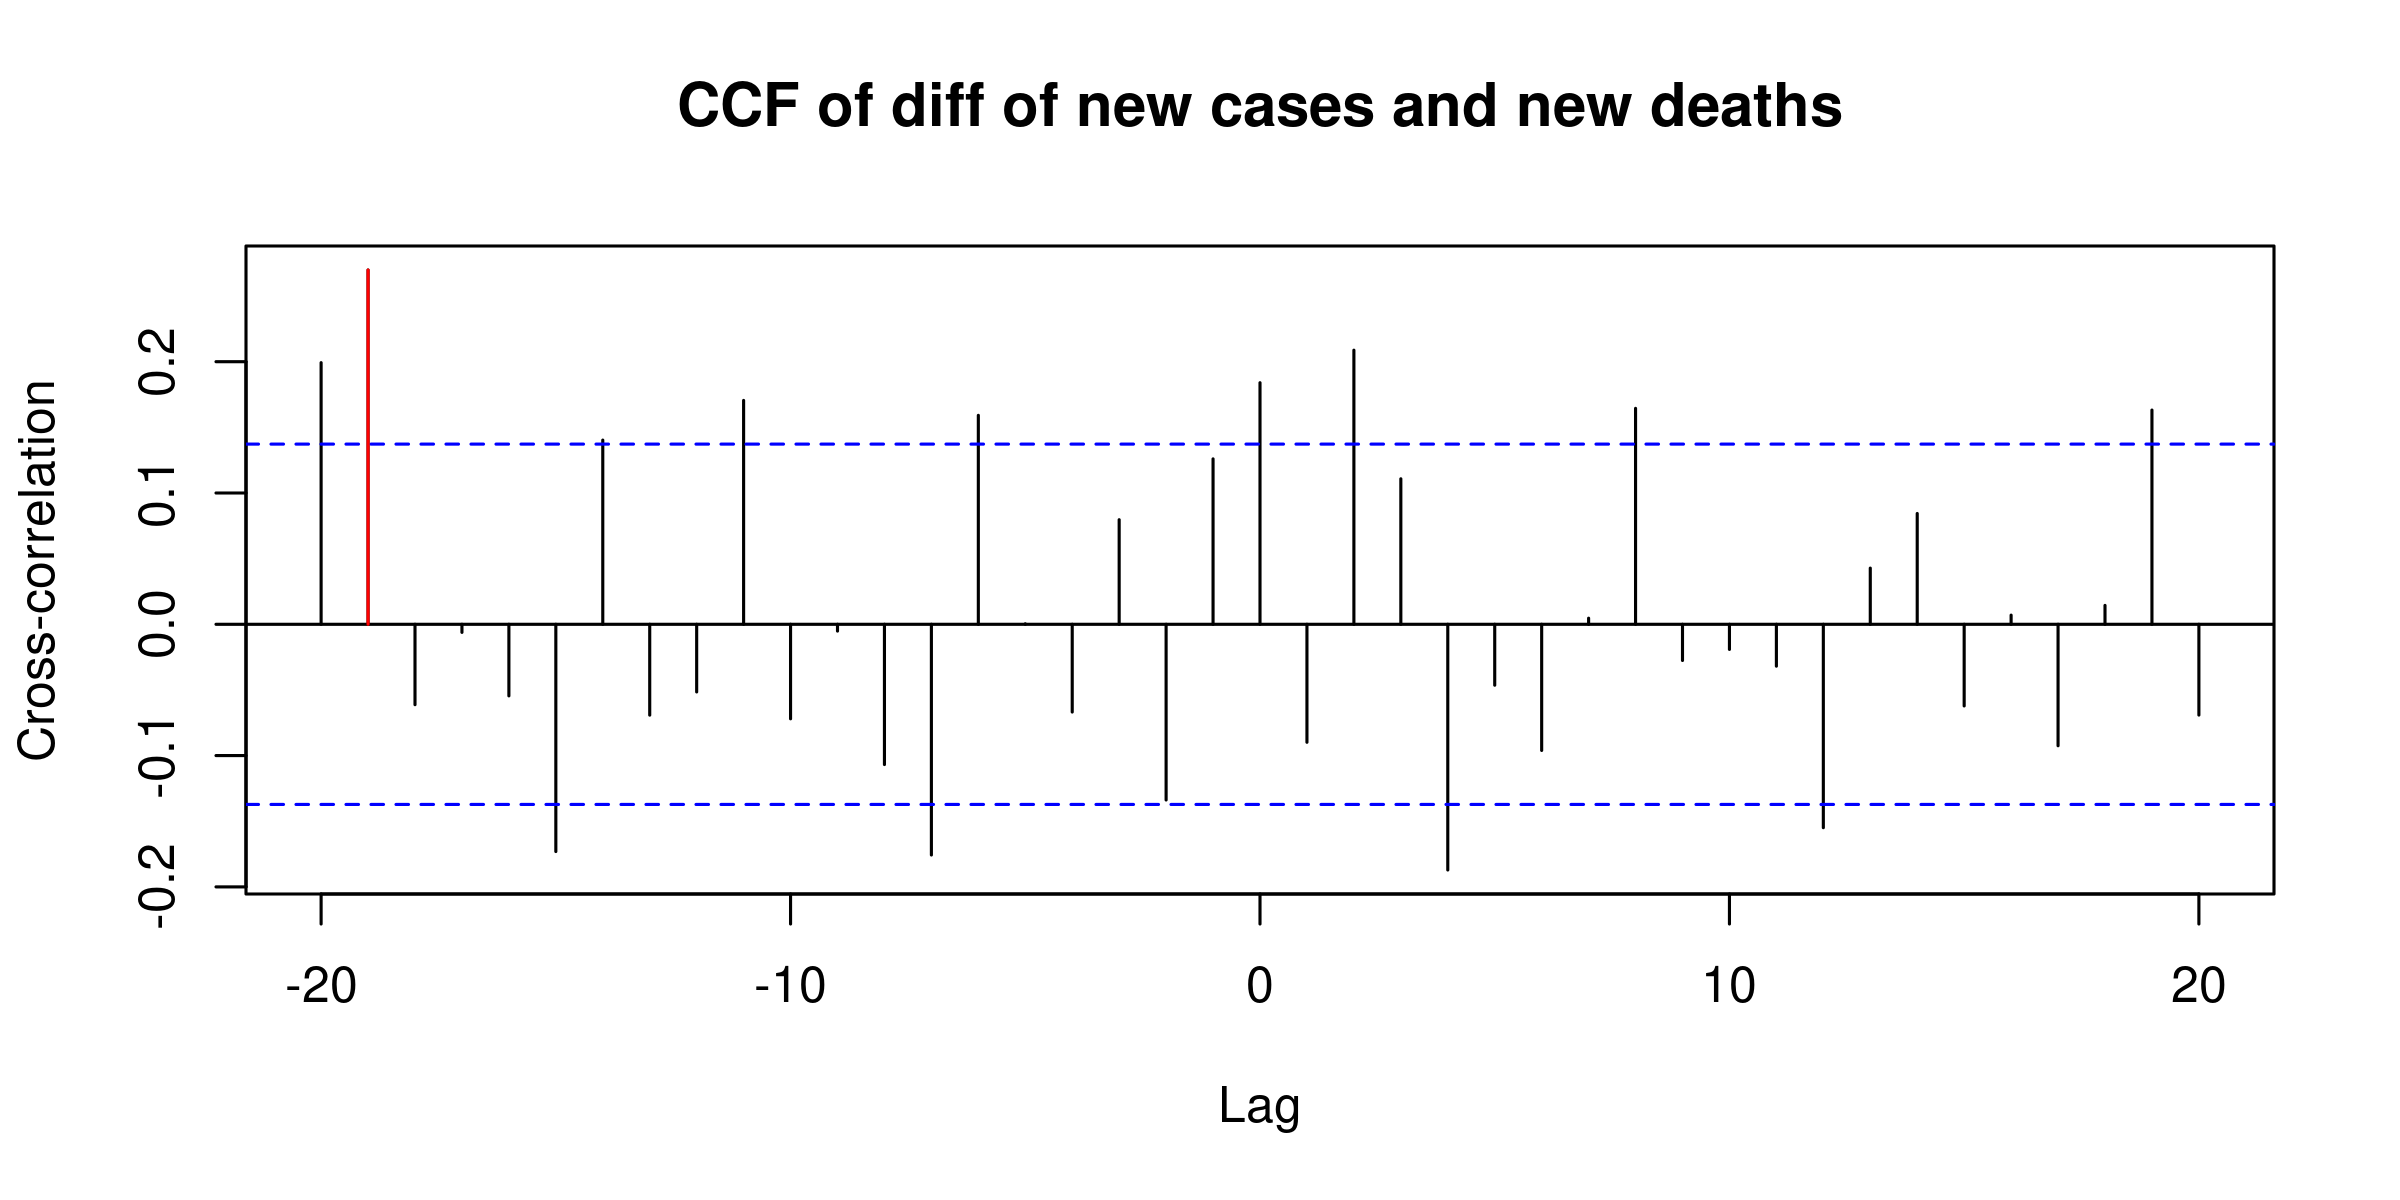 CCF of diff of new cases and new deaths
Cross-correlation
0.2
0.1
0.0
-0.1
-0.2
-20 -10 0 10 20
Lag